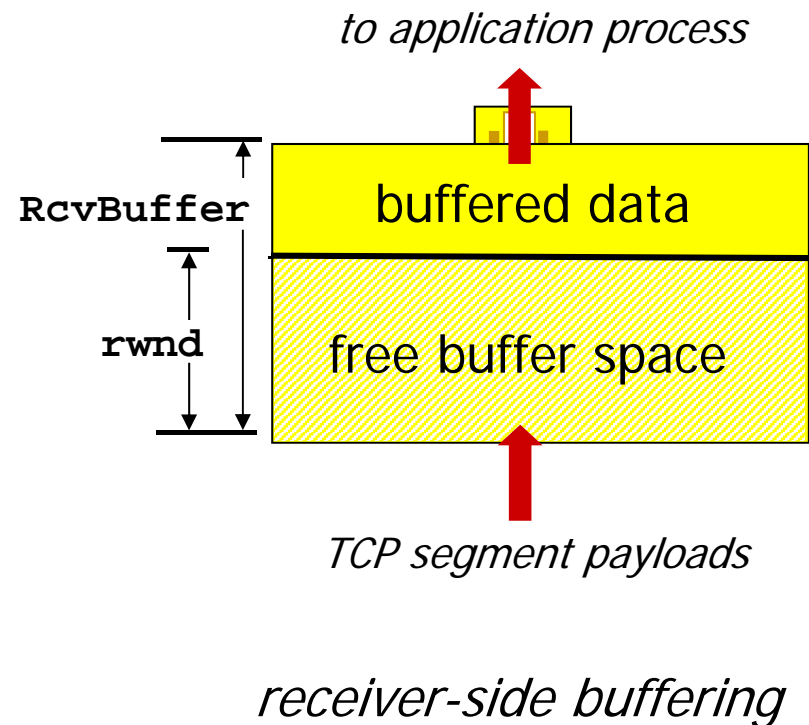 to application process
RcvBuffer
buffered data
rwnd
free buffer space
TCP segment payloads
receiver-side buffering